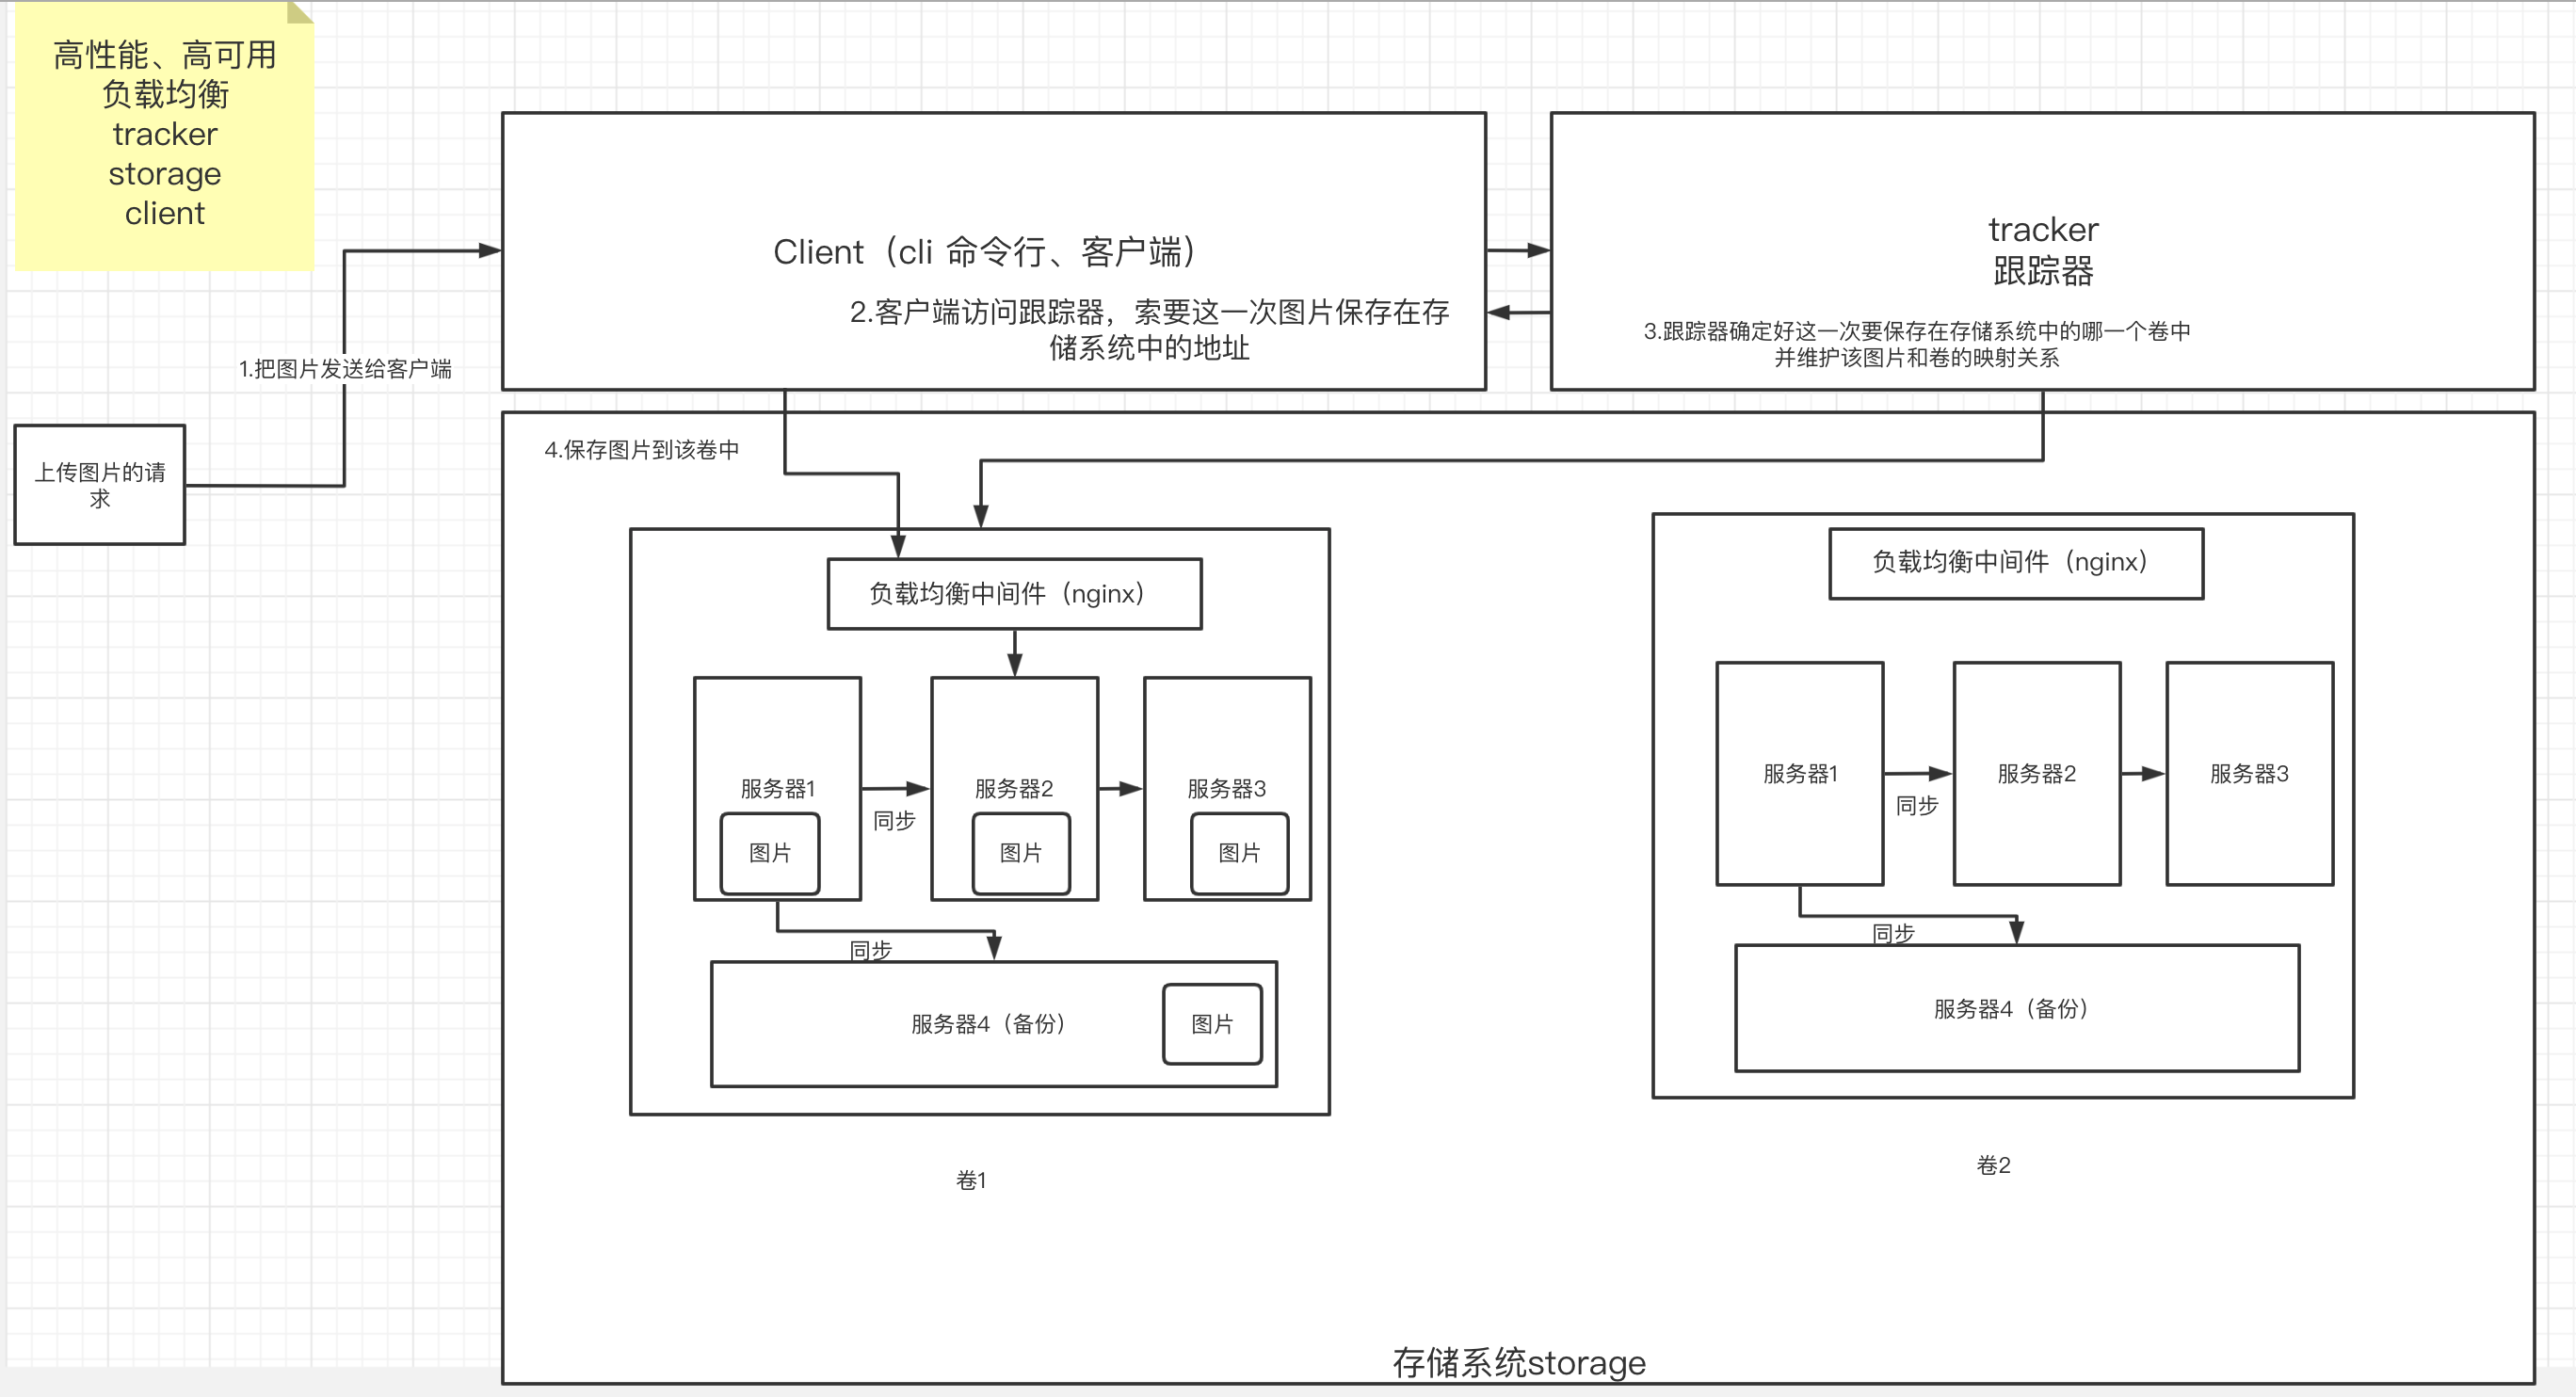 高性能、高可用
负载均衡
tracker
storage
client
Client（cli 命令行、客户端）
2.客户端访问跟踪器，索要这一次图片保存在存
储系统中的地址
tracker
跟踪器
3.跟踪器确定好这一次要保存在存储系统中的哪一个卷中
并维护该图片和卷的映射关系
1.把图片发送给客户端
上传图片的请
求
4.保存图片到该卷中
负载均衡中间件（nginx）
服务器1
同步
服务器2
服务器3
图片
图片
图片
同步
服务器4（备份）
图片
卷1
负载均衡中间件（nginx）
服务器1
同步
服务器2
服务器3
同步
服务器4（备份）
卷2
存储系统storage